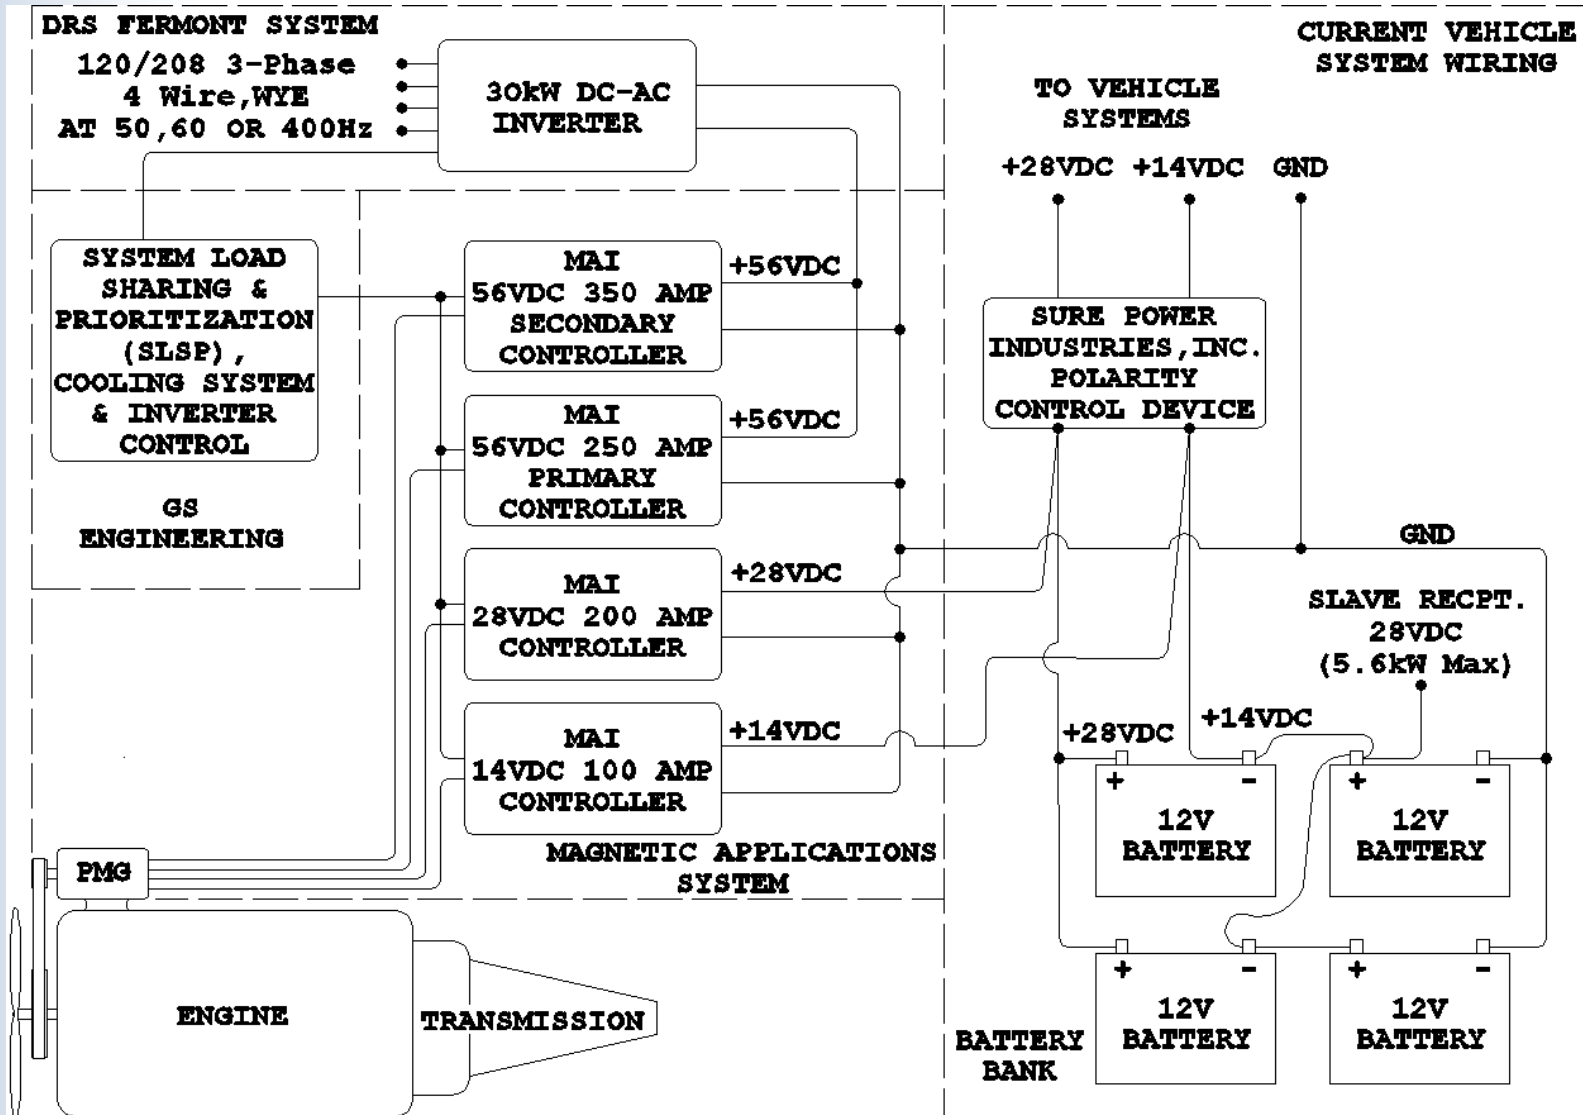 DRS FERMONT SYSTEM
120/208 3-Phase
4 Wire,WYE
AT 50,60 OR 400Hz
30kW DC-AC
INVERTER
CURRENT VEHICLE
SYSTEM WIRING
TO VEHICLE
SYSTEMS
+28VDC +14VDC GND
SYSTEM LOAD
SHARING &
PRIORITIZATION
(SLSP),
COOLING SYSTEM
& INVERTER
CONTROL
GS
ENGINEERING
MAI
56VDC 350 AMP
SECONDARY
CONTROLLER
+56VDC
MAI
56VDC 250 AMP
PRIMARY
CONTROLLER
+56VDC
MAI
28VDC 200 AMP
CONTROLLER
+28VDC
MAI
14VDC 100 AMP
CONTROLLER
+14VDC
SURE POWER
INDUSTRIES,INC.
POLARITY
CONTROL DEVICE
GND
SLAVE RECPT.
28VDC
(5.6kW Max)
+28VDC
+14VDC
+ -
12V
BATTERY
+ -
12V
BATTERY
+ -
12V
BATTERY
+ -
12V
BATTERY
BATTERY
BANK
MAGNETIC APPLICATIONS
SYSTEM
PMG
ENGINE
TRANSMISSION